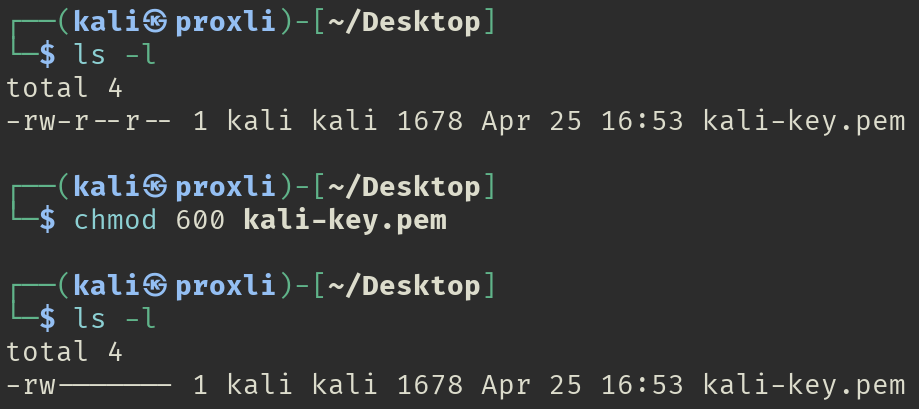 ┌──(kali㉿proxli)-[~/Desktop]
└─$ ls -l
total 4
-rw-r--r-- 1 kali kali 1678 Apr 25 16:53 kali-key.pem
┌──(kali㉿proxli)-[~/Desktop]
└─$ chmod 600 kali-key.pem
┌──(kali㉿proxli)-[~/Desktop]
└─$ ls -l
total 4
-rw------- 1 kali kali 1678 Apr 25 16:53 kali-key.pem